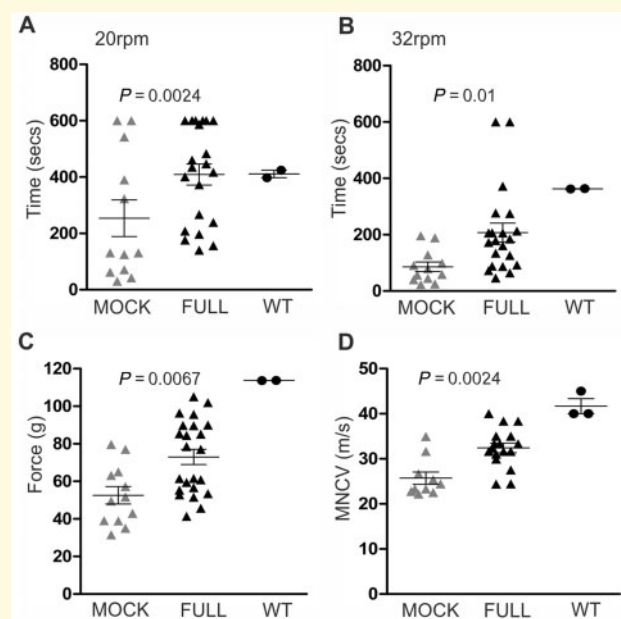 A 20rpm
P = 0.0024
Time (secs)
800
600
400
200
0
MOCK FULL WT
B 32rpm
P = 0.01
Time (secs)
800
600
400
200
0
MOCK FULL WT
C
P = 0.0067
Force (g)
120
100
80
60
40
20
0
MOCK FULL WT
D
P = 0.0024
MNCV (m/s)
50
40
30
20
10
0
MOCK FULL WT